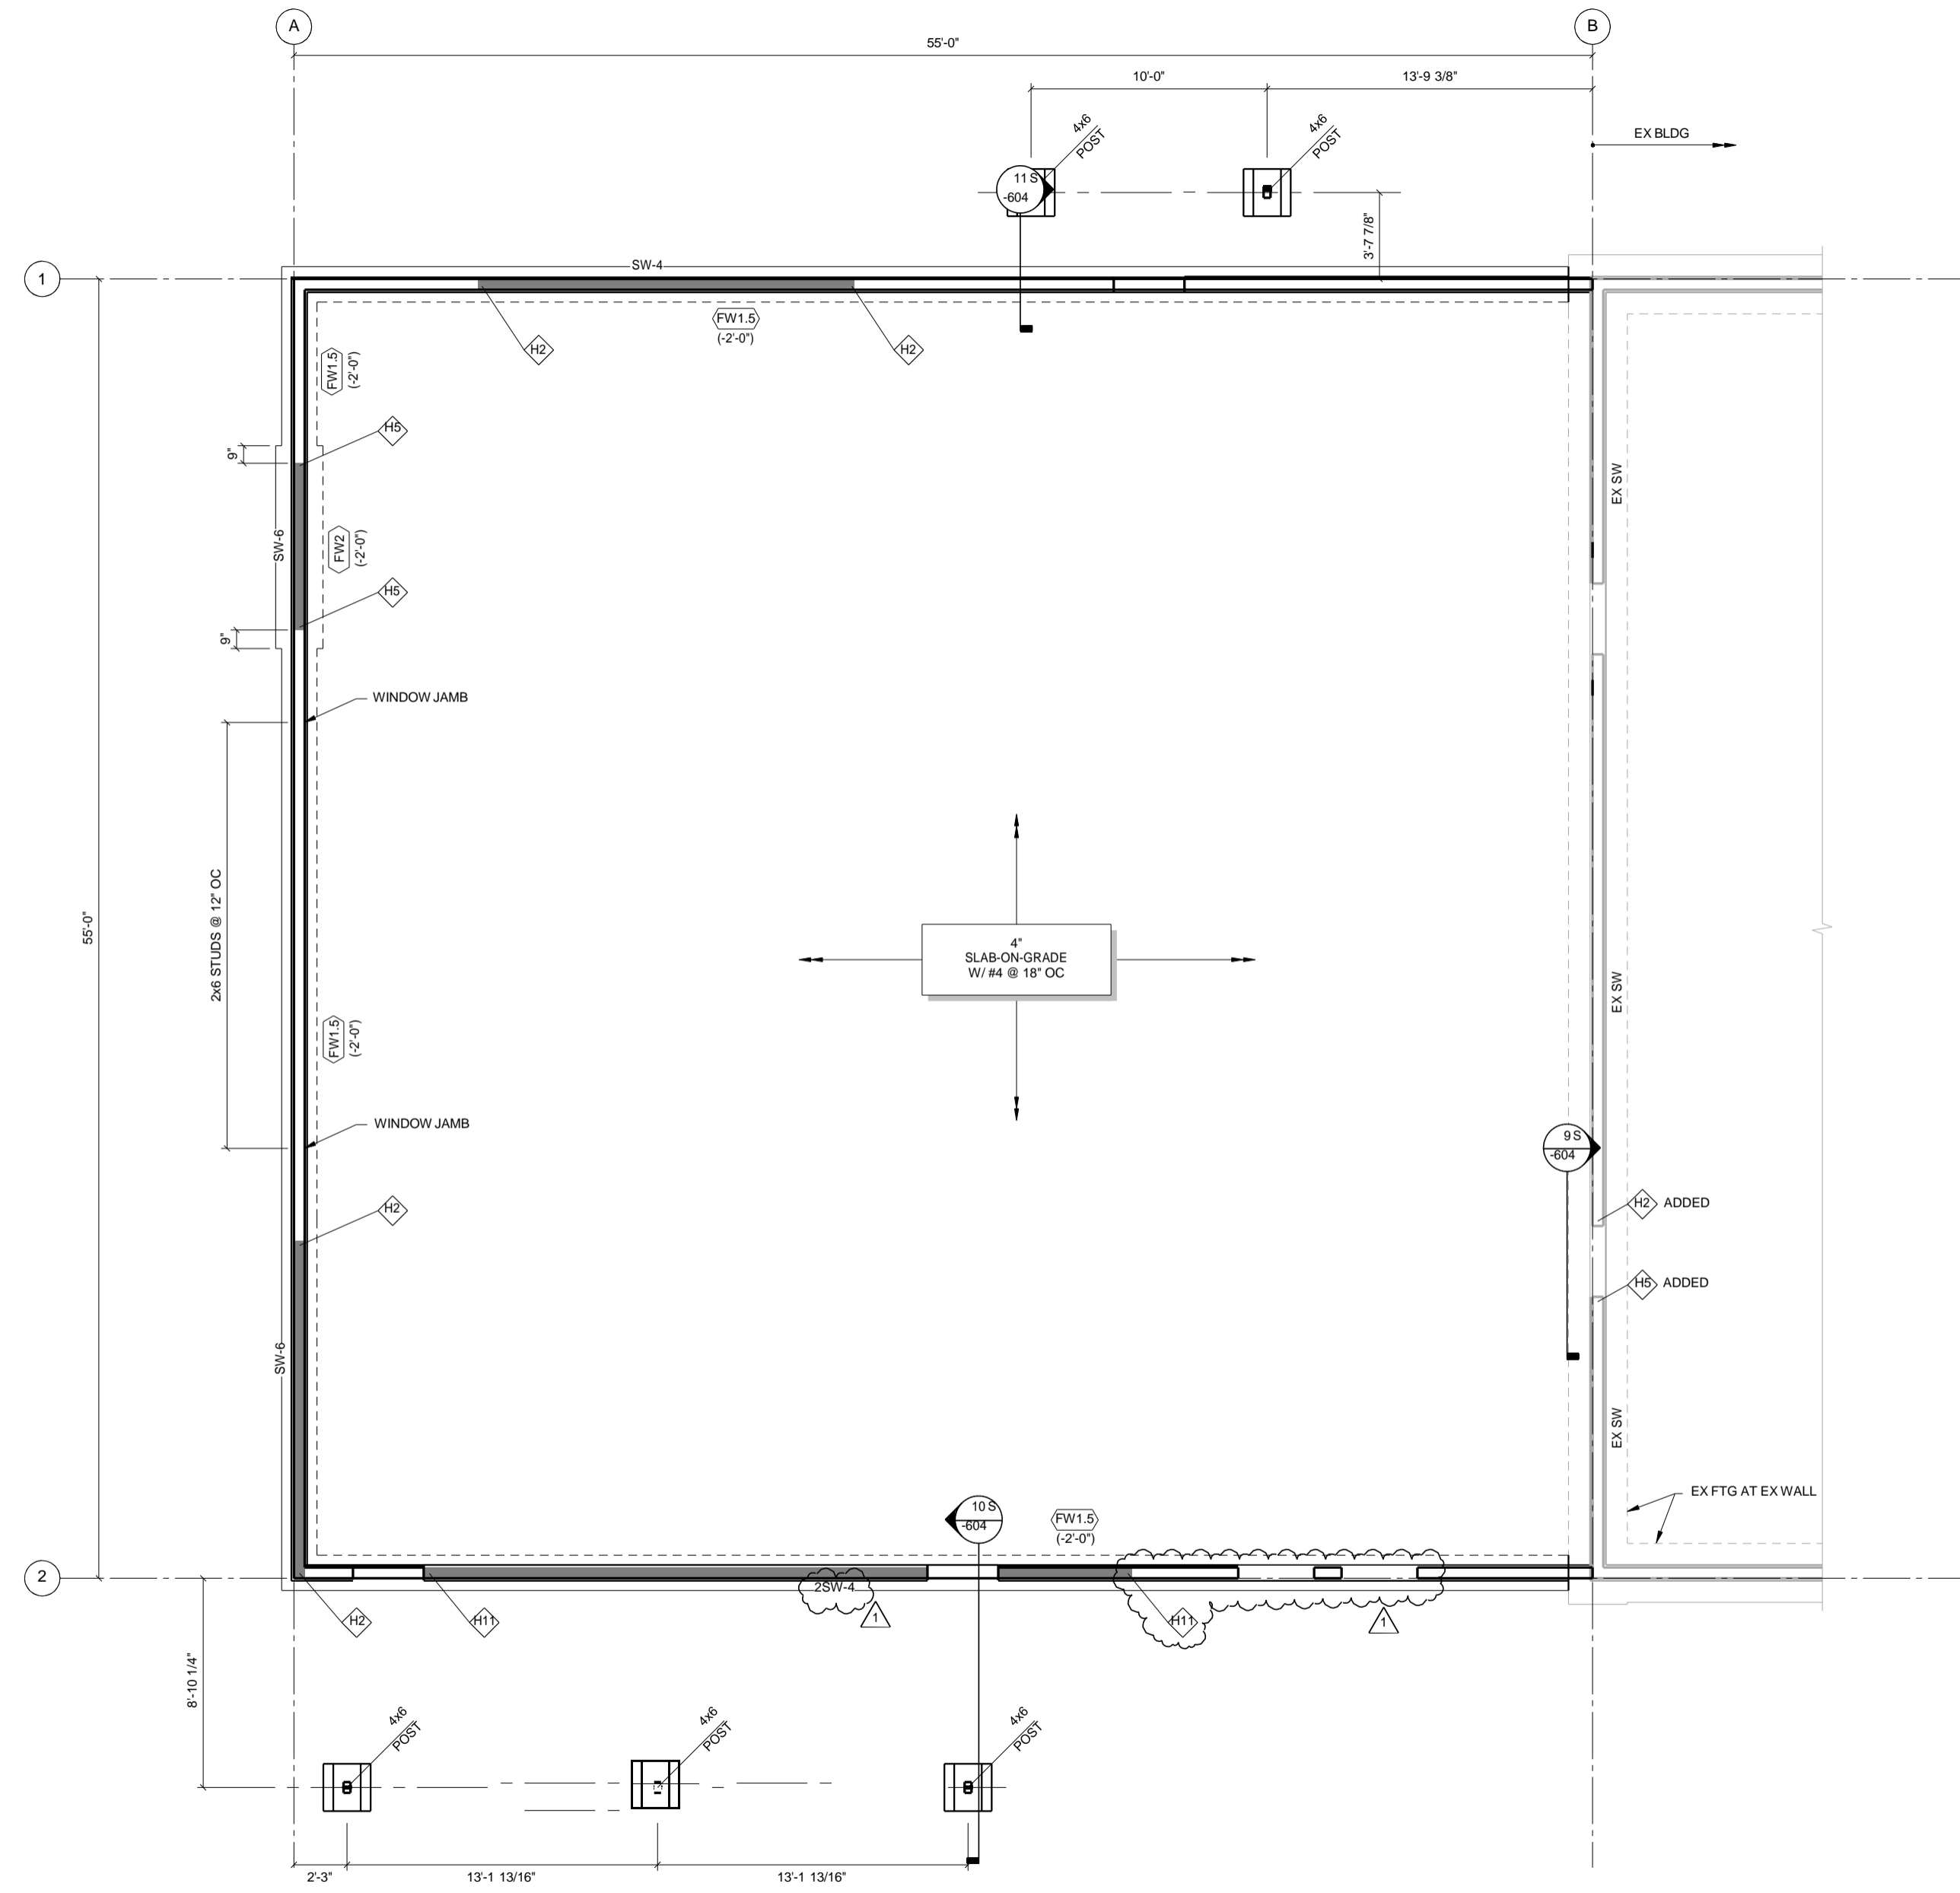 A
B
55'-0"
10'-0"
13'-9 3/8"
4x6
POST
4x6
POST
EX BLDG
11 S
-604
3'-7 7/8"
1
SW-4
FW1.5
(-2'-0")
H2
H2
FW1.5
(-2'-0")
H5
9"
EX SW
SW-6
FW2
(-2'-0")
H5
9"
WINDOW JAMB
2x6 STUDS @ 12" OC
55'-0"
4"
SLAB-ON-GRADE
W/ #4 @ 18" OC
EX SW
FW1.5
(-2'-0")
WINDOW JAMB
9 S
-604
H2
H2 ADDED
H5 ADDED
SW-6
EX SW
EX FTG AT EX WALL
10 S
-604
FW1.5
(-2'-0")
2
2SW-4
1
H2
H11
H11
1
8'-10 1/4"
4x6
POST
4x6
POST
4x6
POST
2'-3"
13'-1 13/16"
13'-1 13/16"